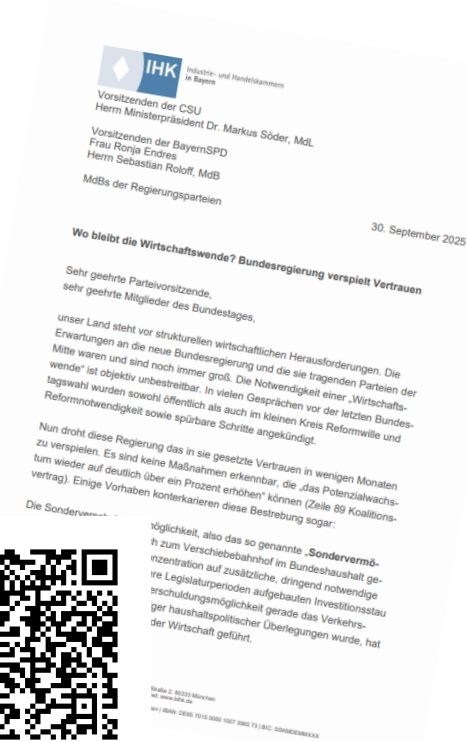 IHK
Industrie- und Handelskammern
in Bayern
Vorsitzenden der CSU
Herrn Ministerpräsident Dr. Markus Söder, MdL
Vorsitzenden der BayernSPD
Frau Ronja Endres
Herrn Sebastian Roloff, MdB
MdBs der Regierungsparteien
30. September 2025
Wo bleibt die Wirtschaftswende? Bundesregierung verspielt Vertrauen
Sehr geehrte Parteivorsitzende,
sehr geehrte Mitglieder des Bundestages,
unser Land steht vor strukturellen wirtschaftlichen Herausforderungen. Die
Erwartungen an die neue Bundesregierung und die sie tragenden Parteien der
Mitte waren und sind noch immer groß. Die Notwendigkeit einer „Wirtschafts-
wende“ ist objektiv unbestreitbar. In vielen Gesprächen vor der letzten Bundes-
tagswahl wurden sowohl öffentlich als auch im kleinen Kreis Reformwille und
Reformnotwendigkeit sowie spürbare Schritte angekündigt.
Nun droht diese Regierung das in sie gesetzte Vertrauen in wenigen Monaten
zu verspielen. Es sind keine Maßnahmen erkennbar, die „das Potenzialwachs-
tum wieder auf deutlich über ein Prozent erhöhen“ können (Zeile 89 Koalitions-
vertrag). Einige Vorhaben konterkarieren diese Bestrebung sogar:
Die Sonderversch öglichkeit, also das so genannte „Sondervermö-
h zum Verschiebebahnhof im Bundeshaushalt ge-
nzentration auf zusätzliche, dringend notwendige
re Legislaturperioden aufgebauten Investitionsstau
erschuldungsmöglichkeit gerade das Verkehrs-
ger haushaltspolitischer Überlegungen wurde, hat
der Wirtschaft geführt.
Straße 2, 80333 München
www.bihk.de